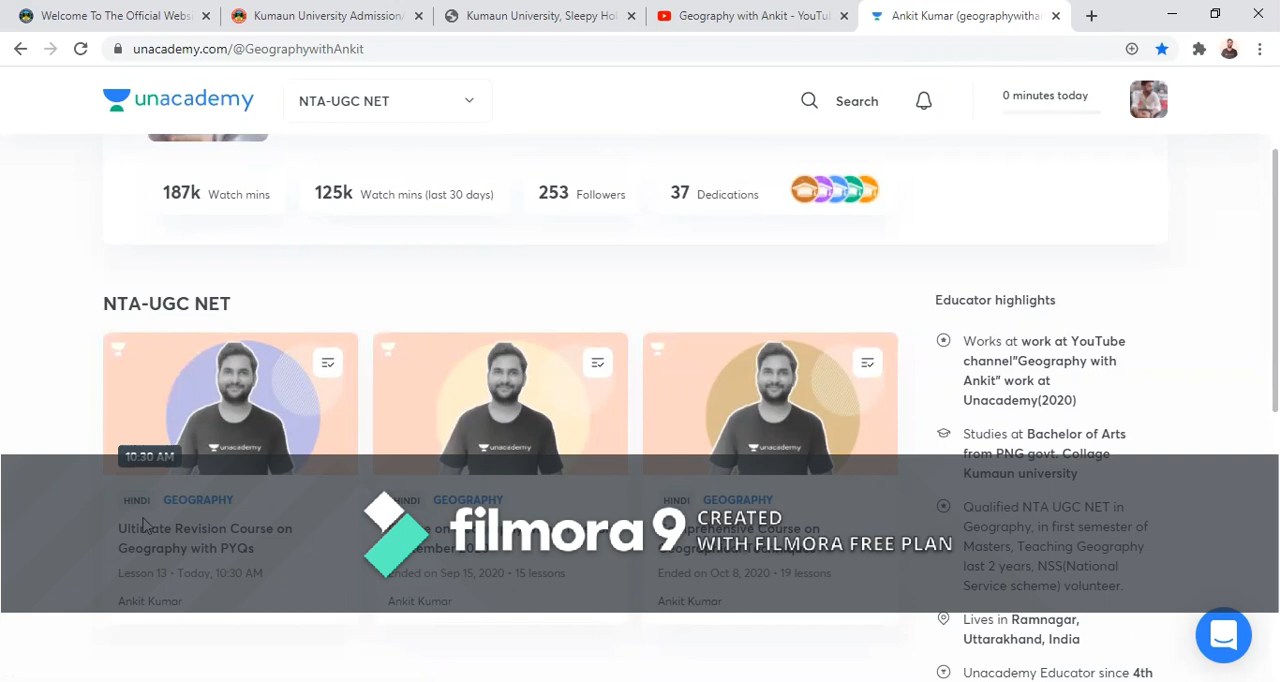 Welcome To The Official Websi
Kumaun University Admission/
Kumaun University, Sleepy Hol
Geography with Ankit - YouTu
Ankit Kumar (geographywitha
unacademy.com/@GeographywithAnkit
unacademy
NTA-UGC NET
Search
0 minutes today
187k Watch mins
125k Watch mins (last 30 days)
253 Followers
37 Dedications
NTA-UGC NET
unacademy
10:30 AM
HINDI GEOGRAPHY
Ultimate Revision Course on
Geography with PYQs
Lesson 13 • Today, 10:30 AM
Ankit Kumar
unacademy
HINDI GEOGRAPHY
Ended on Sep 15, 2020 • 15 lessons
Ankit Kumar
unacademy
HINDI GEOGRAPHY
Course on
Ended on Oct 8, 2020 • 19 lessons
Ankit Kumar
filmora9 CREATED
WITH FILMORA FREE PLAN
Educator highlights
Works at work at YouTube
channel"Geography with
Ankit" work at
Unacademy(2020)
Studies at Bachelor of Arts
from PNG govt. Collage
Kumaun university
Qualified NTA UGC NET in
Geography, in first semester of
Masters, Teaching Geography
last 2 years, NSS(National
Service scheme) volunteer.
Lives in Ramnagar,
Uttarakhand, India
Unacademy Educator since 4th